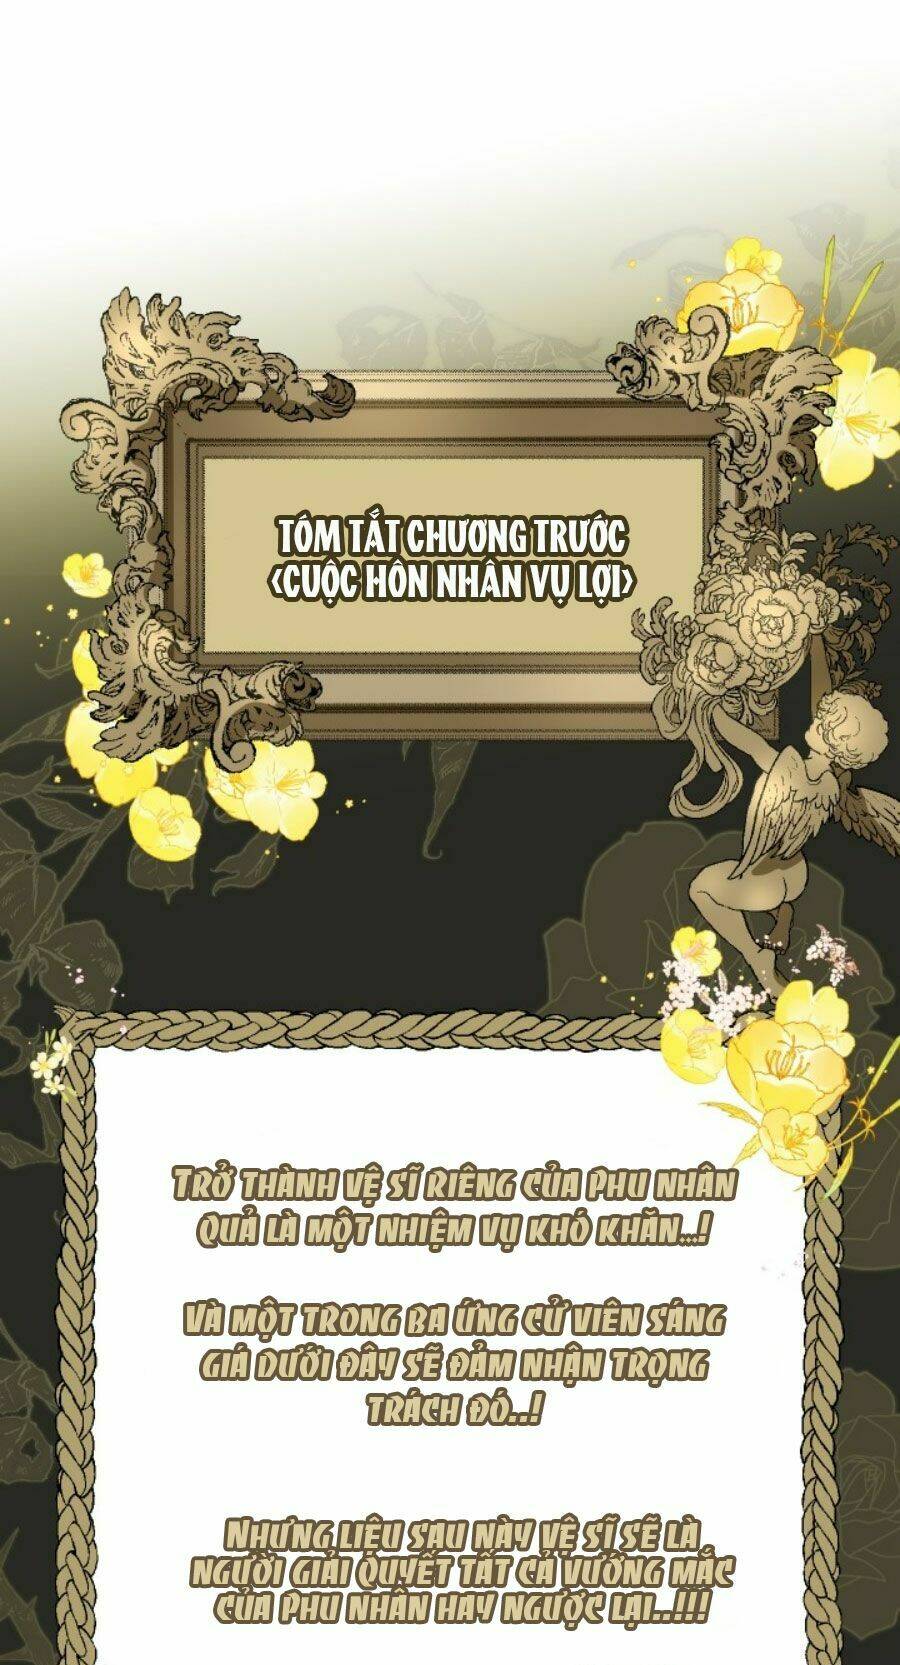 TÓM TẮT CHƯƠNG TRƯỚC
<CUỘC HÔN NHÂN VỤ LỢI>
TRỞ THÀNH VỆ SĨ RIÊNG CỦA PHU NHÂN
QUẢ LÀ MỘT NHIỆM VỤ KHÓ KHĂN...!
VÀ MỘT TRONG BA ỨNG CỬ VIÊN SÁNG
GIÁ DƯỚI ĐÂY SẼ ĐẢM NHẬN TRỌNG
TRÁCH ĐÓ..!
NHƯNG LIỆU SAU NÀY VỆ SĨ SẼ LÀ
NGƯỜI GIẢI QUYẾT TẤT CẢ VƯỚNG MẮC
CỦA PHU NHÂN HAY NGƯỢC LẠI..!!!